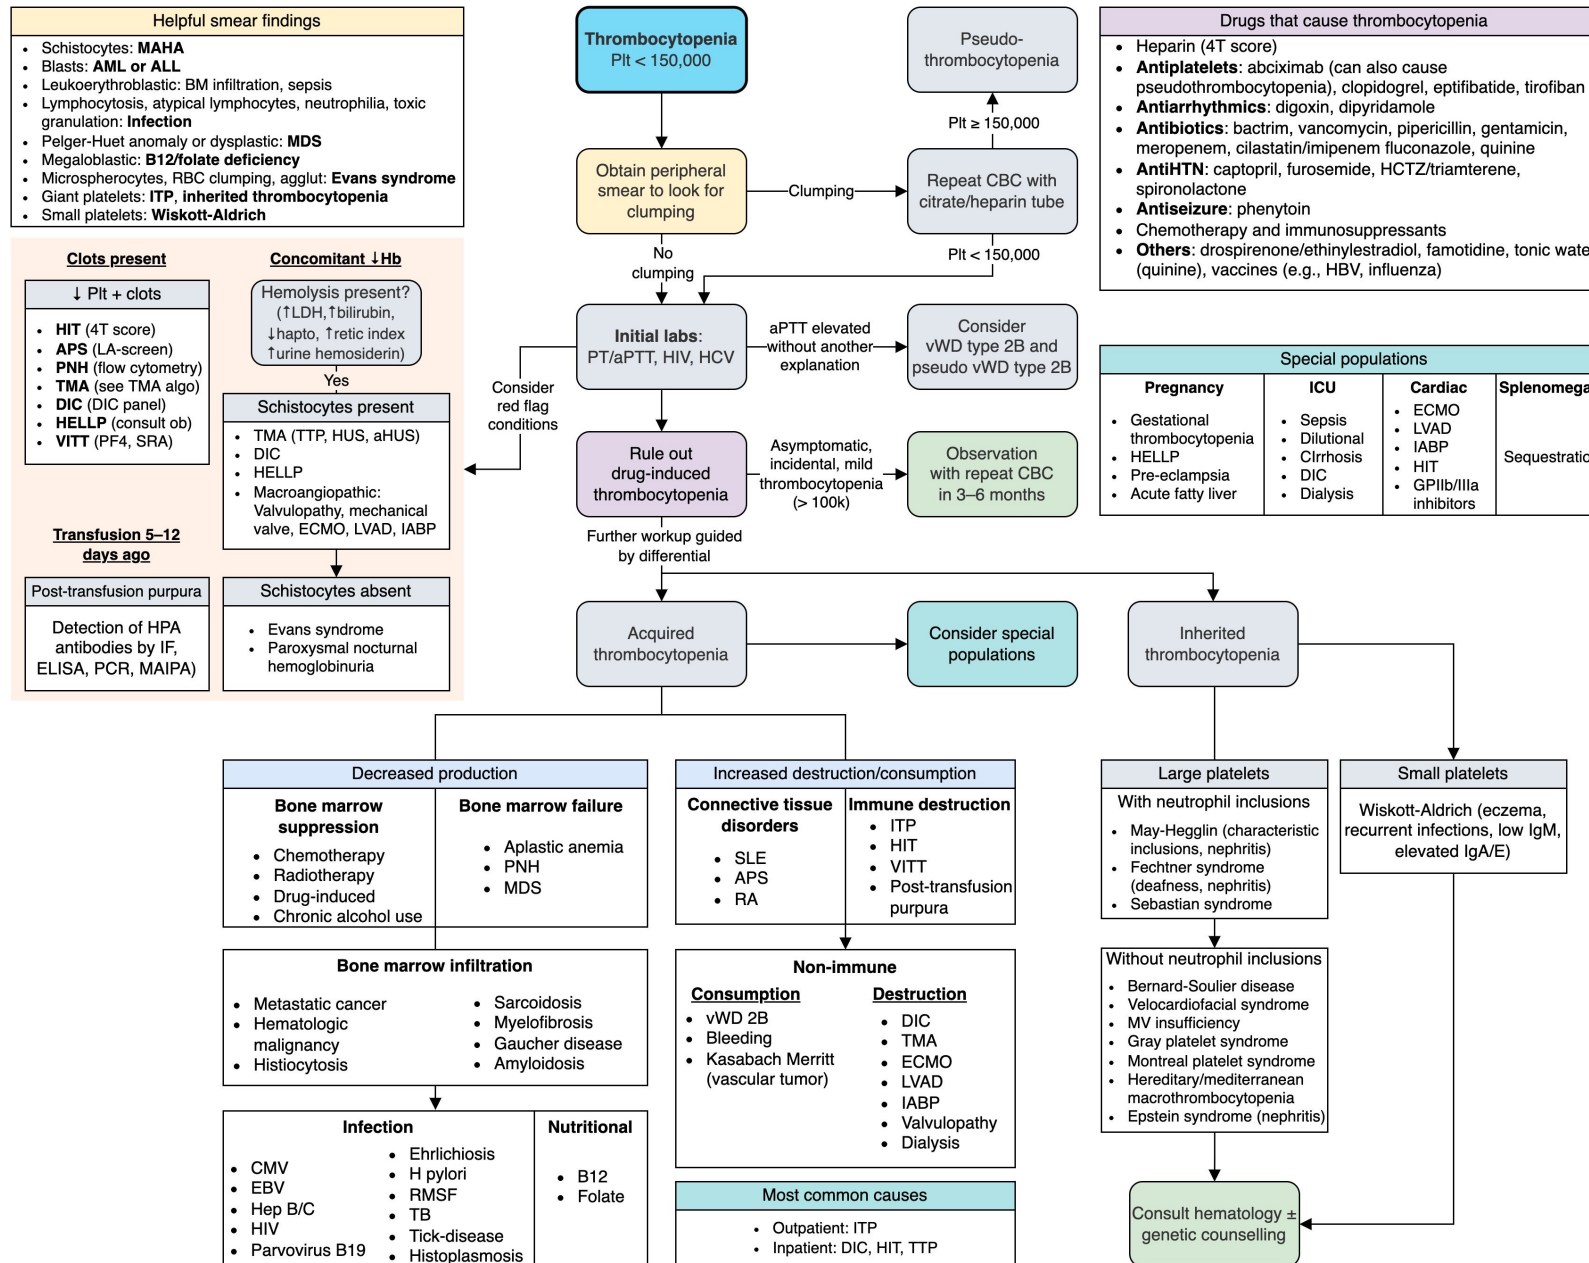 Helpful smear findings
• Schistocytes: MAHA
• Blasts: AML or ALL
• Leukoerythroblastic: BM infiltration, sepsis
• Lymphocytosis, atypical lymphocytes, neutrophilia, toxic
granulation: Infection
• Pelger-Huet anomaly or dysplastic: MDS
• Megaloblastic: B12/folate deficiency
• Microspherocytes, RBC clumping, agglut: Evans syndrome
• Giant platelets: ITP, inherited thrombocytopenia
• Small platelets: Wiskott-Aldrich
Thrombocytopenia
Plt < 150,000
Pseudo-
thrombocytopenia
Plt ≥ 150,000
Obtain peripheral
smear to look for
clumping
Clumping
Repeat CBC with
citrate/heparin tube
No
clumping
Plt < 150,000
Drugs that cause thrombocytopenia
• Heparin (4T score)
• Antiplatelets: abciximab (can also cause
pseudothrombocytopenia), clopidogrel, eptifibatide, tirofiban
• Antiarrhythmics: digoxin, dipyridamole
• Antibiotics: bactrim, vancomycin, pipericillin, gentamicin,
meropenem, cilastatin/imipenem fluconazole, quinine
• AntiHTN: captopril, furosemide, HCTZ/triamterene,
spironolactone
• Antiseizure: phenytoin
• Chemotherapy and immunosuppressants
• Others: drospirenone/ethinylestradiol, famotidine, tonic wate
(quinine), vaccines (e.g., HBV, influenza)
Clots present
↓ Plt + clots
• HIT (4T score)
• APS (LA-screen)
• PNH (flow cytometry)
• TMA (see TMA algo)
• DIC (DIC panel)
• HELLP (consult ob)
• VITT (PF4, SRA)
Concomitant ↓Hb
Hemolysis present?
(↑LDH,↑bilirubin,
↓hapto, ↑retic index
↑urine hemosiderin)
Yes
Schistocytes present
• TMA (TTP, HUS, aHUS)
• DIC
• HELLP
• Macroangiopathic:
Valvulopathy, mechanical
valve, ECMO, LVAD, IABP
Schistocytes absent
• Evans syndrome
• Paroxysmal nocturnal
hemoglobinuria
Transfusion 5–12
days ago
Post-transfusion purpura
Detection of HPA
antibodies by IF,
ELISA, PCR, MAIPA)
Consider
red flag
conditions
Initial labs:
PT/aPTT, HIV, HCV
aPTT elevated
without another
explanation
Consider
vWD type 2B and
pseudo vWD type 2B
Rule out
drug-induced
thrombocytopenia
Asymptomatic,
incidental, mild
thrombocytopenia
(> 100k)
Observation
with repeat CBC
in 3–6 months
Further workup guided
by differential
Special populations
Pregnancy
• Gestational
thrombocytopenia
• HELLP
• Pre-eclampsia
• Acute fatty liver
ICU
• Sepsis
• Dilutional
• CIrrhosis
• DIC
• Dialysis
Cardiac
• ECMO
• LVAD
• IABP
• HIT
• GPIIb/IIIa
inhibitors
Splenomega
Sequestratio
Acquired
thrombocytopenia
Consider special
populations
Inherited
thrombocytopenia
Decreased production
Bone marrow
suppression
• Chemotherapy
• Radiotherapy
• Drug-induced
• Chronic alcohol use
Bone marrow failure
• Aplastic anemia
• PNH
• MDS
Bone marrow infiltration
• Metastatic cancer
• Hematologic
malignancy
• Histiocytosis
• Sarcoidosis
• Myelofibrosis
• Gaucher disease
• Amyloidosis
Infection
• CMV
• EBV
• Hep B/C
• HIV
• Parvovirus B19
• Ehrlichiosis
• H pylori
• RMSF
• TB
• Tick-disease
• Histoplasmosis
Nutritional
• B12
• Folate
Increased destruction/consumption
Connective tissue
disorders
• SLE
• APS
• RA
Immune destruction
• ITP
• HIT
• VITT
• Post-transfusion
purpura
Non-immune
Consumption
• vWD 2B
• Bleeding
• Kasabach Merritt
(vascular tumor)
Destruction
• DIC
• TMA
• ECMO
• LVAD
• IABP
• Valvulopathy
• Dialysis
Most common causes
• Outpatient: ITP
• Inpatient: DIC, HIT, TTP
Large platelets
With neutrophil inclusions
• May-Hegglin (characteristic
inclusions, nephritis)
• Fechtner syndrome
(deafness, nephritis)
• Sebastian syndrome
Without neutrophil inclusions
• Bernard-Soulier disease
• Velocardiofacial syndrome
• MV insufficiency
• Gray platelet syndrome
• Montreal platelet syndrome
• Hereditary/mediterranean
macrothrombocytopenia
• Epstein syndrome (nephritis)
Small platelets
Wiskott-Aldrich (eczema,
recurrent infections, low IgM,
elevated IgA/E)
Consult hematology ±
genetic counselling